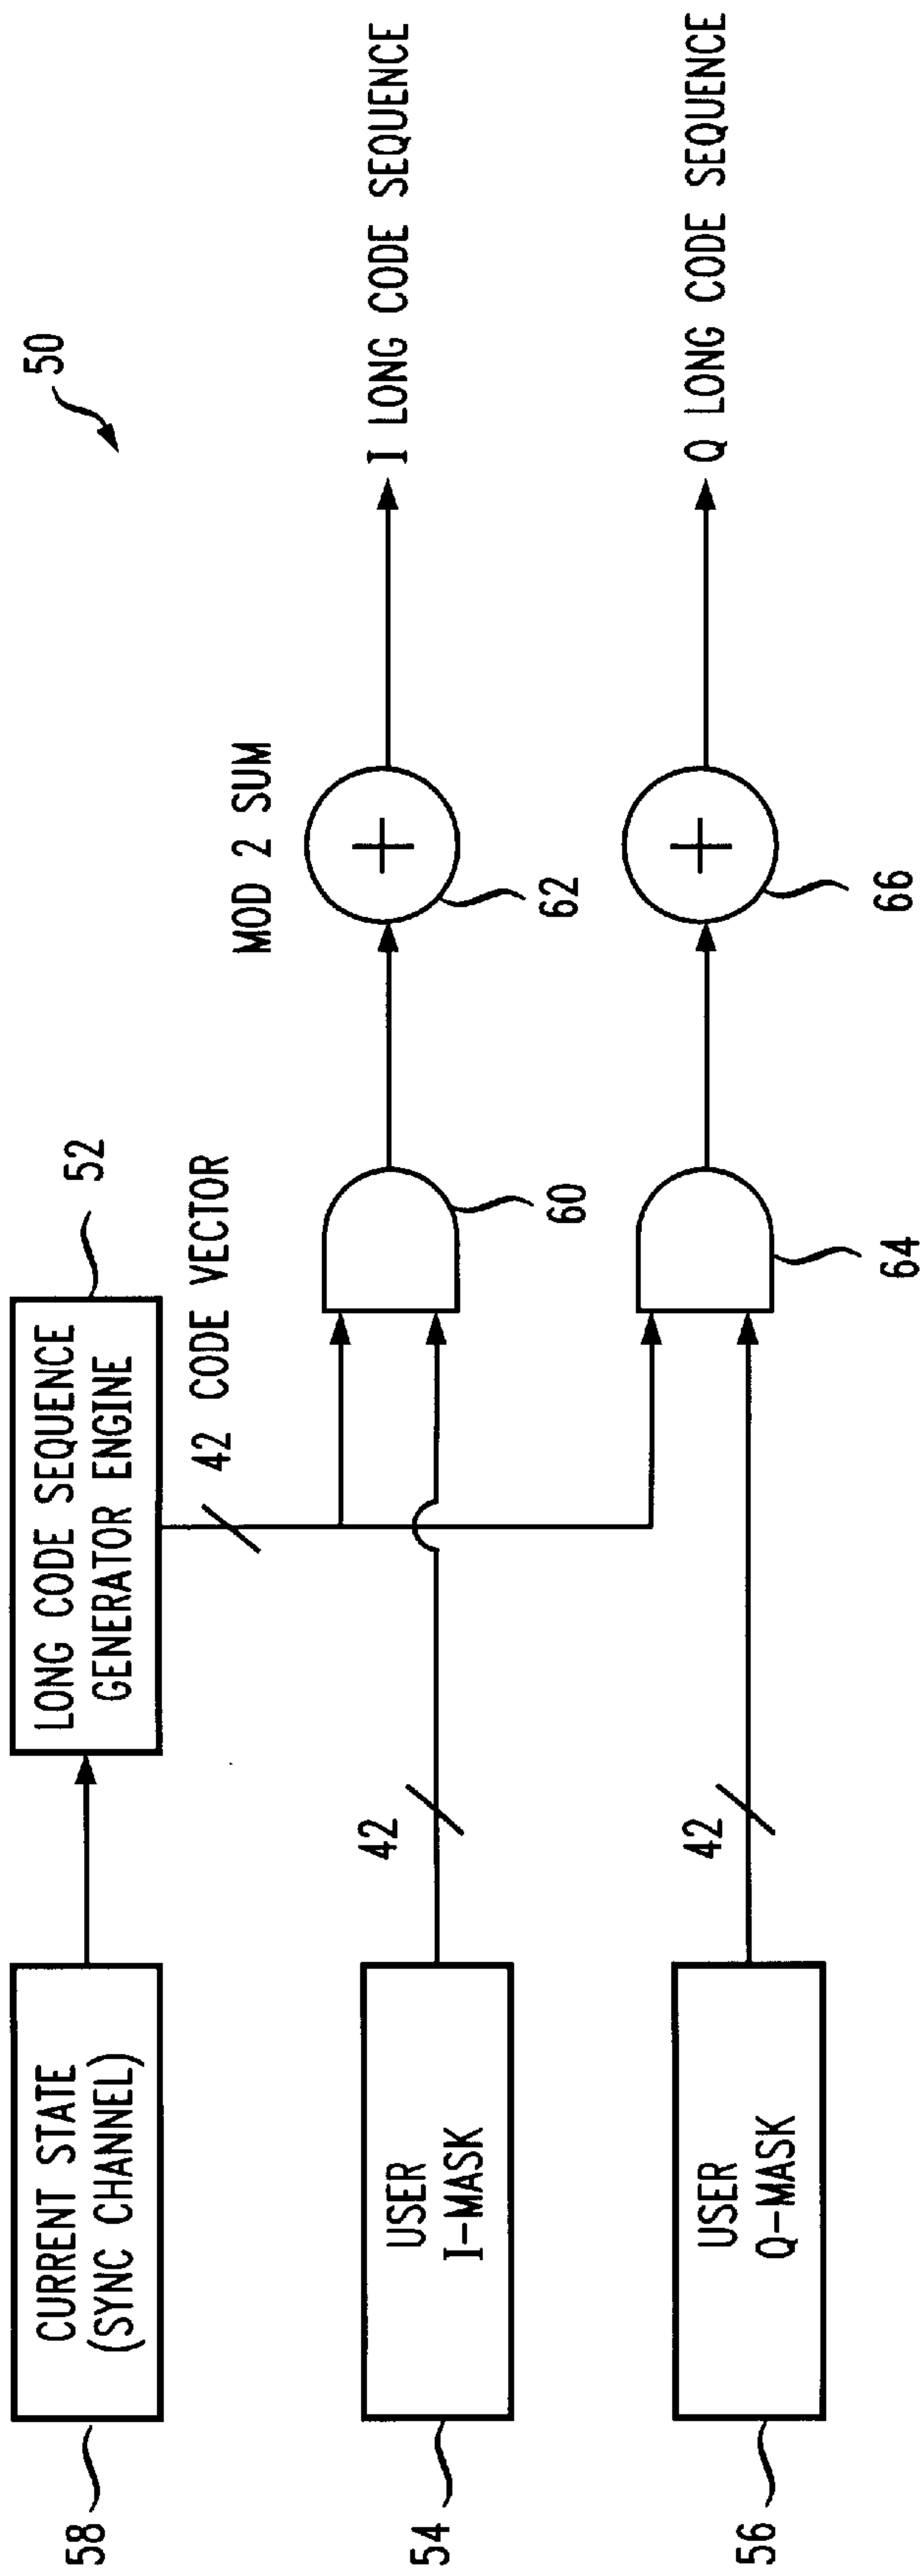 50
58
CURRENT STATE
(SYNC CHANNEL)
LONG CODE SEQUENCE
GENERATOR ENGINE
52
42 CODE VECTOR
MOD 2 SUM
54
USER
I-MASK
42
60
62
I LONG CODE SEQUENCE
56
USER
Q-MASK
42
64
66
Q LONG CODE SEQUENCE